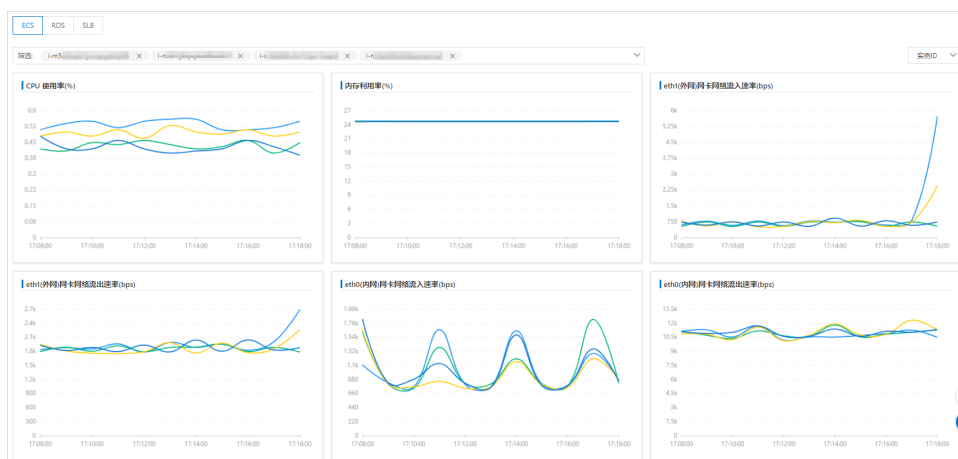 ECS RDS SLB
筛选: i-m5 × i-n × i- × i-n × 实例ID
CPU 使用率(%) 内存利用率(%) eth1(外网)网卡网络流入速率(bps)
0.6 27 6k
0.53 24 5.25k
0.45 21 4.5k
0.38 18 3.75k
0.3 15 3k
0.23 12 2.25k
0.15 9 1.5k
0.08 6 750
0 3 0
0
17:08:00 17:10:00 17:12:00 17:14:00 17:16:00 17:18:00 17:08:00 17:10:00 17:12:00 17:14:00 17:16:00 17:18:00 17:08:00 17:10:00 17:12:00 17:14:00 17:16:00 17:18:00
eth1(外网)网卡网络流出速率(bps) eth0(内网)网卡网络流入速率(bps) eth0(内网)网卡网络流出速率(bps)
2.7k 1.98k 13.5k
2.4k 1.76k 12k
2.1k 1.54k 10.5k
1.8k 1.32k 9k
1.5k 1.1k 7.5k
1.2k 880 6k
900 660 4.5k
600 440 3k
300 220 1.5k
0 0 0
17:08:00 17:10:00 17:12:00 17:14:00 17:16:00 17:18:00 17:08:00 17:10:00 17:12:00 17:14:00 17:16:00 17:18:00 17:08:00 17:10:00 17:12:00 17:14:00 17:16:00 17:18:00